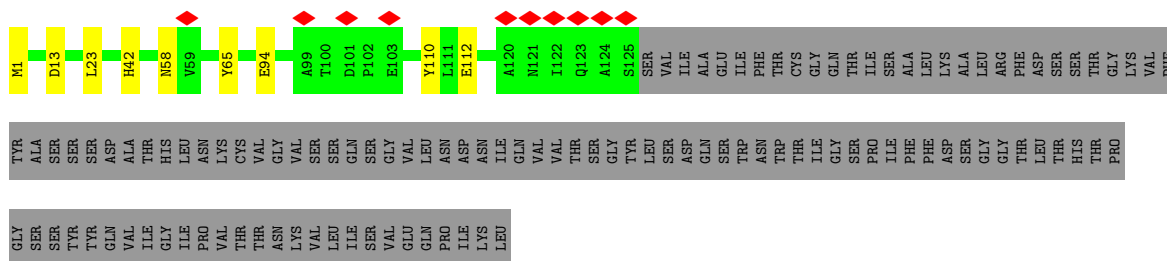 M1 D13 L23 H42 N58 V59 Y65 E94 A99 T100 D101 P102 E103 Y110 L111 E112 A120 N121 I122 Q123 A124 S125 SER VAL ILE ALA GLU ILE PHE THR CYS GLY GLN THR ILE SER ALA LEU LYS ALA LEU ARG PHE ASP SER SER THR GLY LYS VAL PHE
TYR ALA SER SER SER ASP ALA THR HIS LEU ASN LYS CYS VAL GLY VAL SER SER GLN SER GLY VAL LEU ASN ASP ASN ILE GLN VAL VAL THR SER GLY TYR LEU SER ASP GLN SER TRP ASN TRP THR ILE GLY SER PRO ILE PHE PHE ASP SER GLY GLY THR LEU THR HIS THR PRO
GLY SER SER TYR TYR GLN VAL ILE GLY ILE PRO VAL THR THR ASN LYS VAL LEU ILE SER VAL GLU GLN PRO ILE LYS LEU